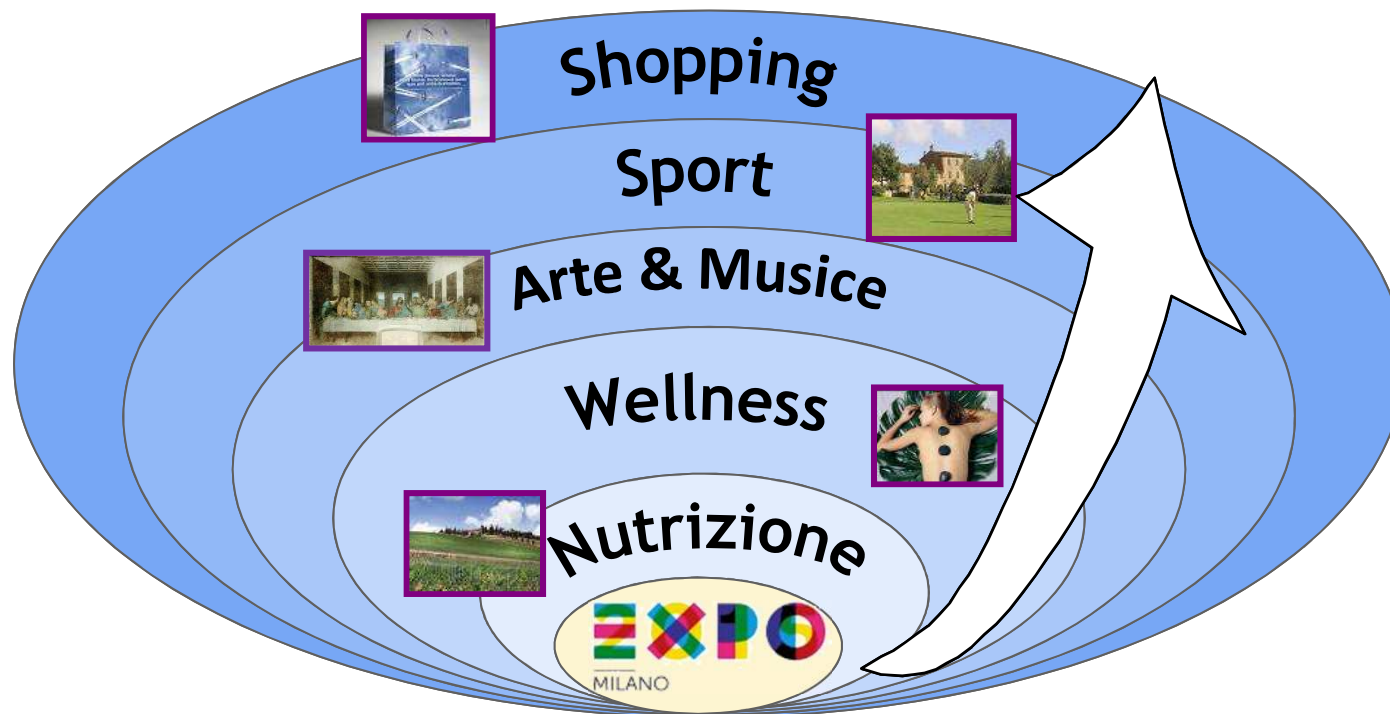 Shopping
Sport
Arte & Musice
Wellness
Nutrizione
EXPO
MILANO